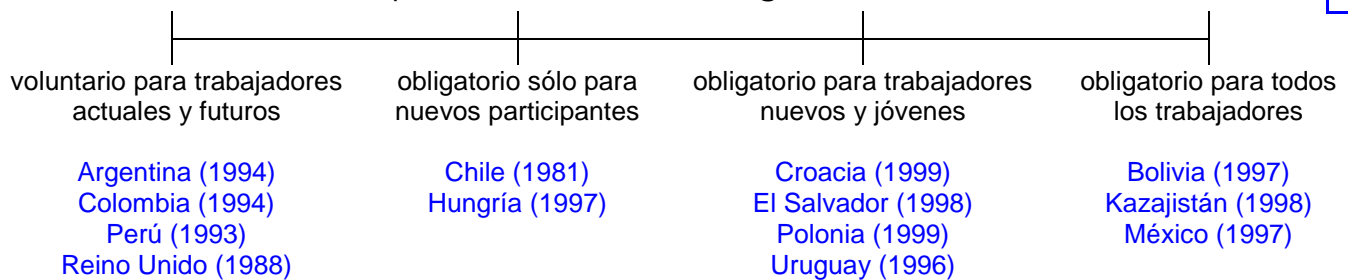 voluntario para trabajadores
actuales y futuros
obligatorio sólo para
nuevos participantes
obligatorio para trabajadores
nuevos y jóvenes
obligatorio para todos
los trabajadores
Argentina (1994)
Colombia (1994)
Perú (1993)
Reino Unido (1988)
Chile (1981)
Hungría (1997)
Croacia (1999)
El Salvador (1998)
Polonia (1999)
Uruguay (1996)
Bolivia (1997)
Kazajistán (1998)
México (1997)